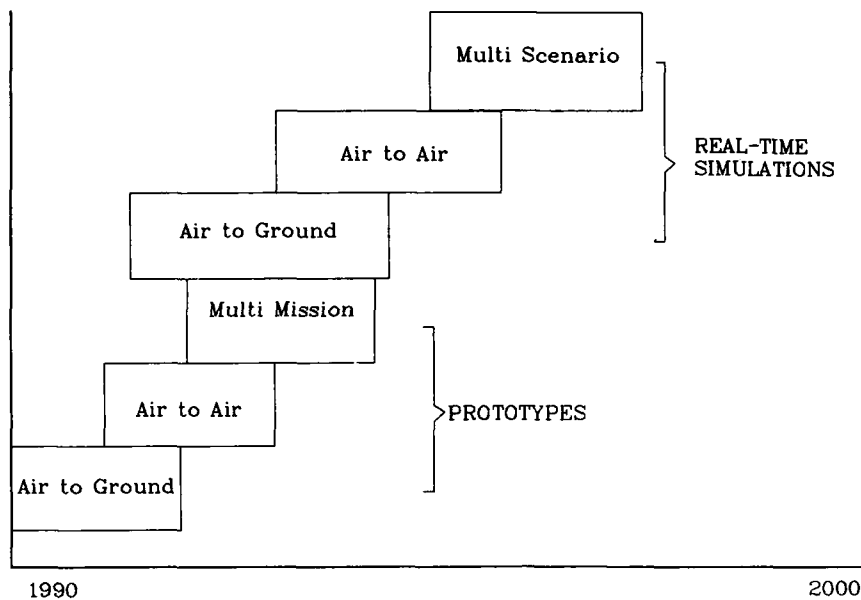 Multi Scenario
Air to Air
REAL-TIME
SIMULATIONS
Air to Ground
Multi Mission
Air to Air
PROTOTYPES
Air to Ground
1990
2000